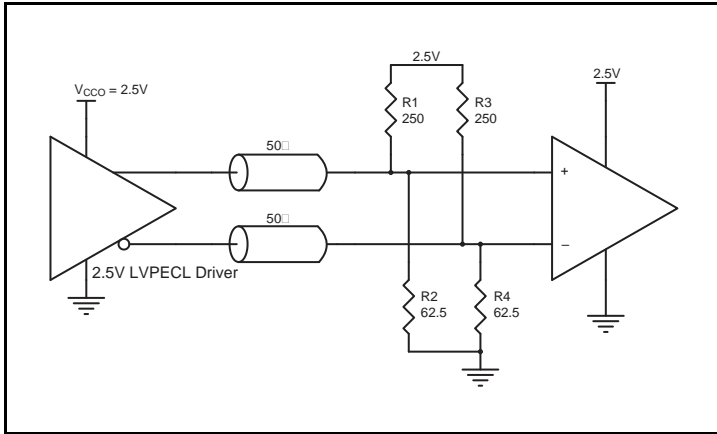 2.5V
V_CCO = 2.5V
2.5V
R1
250
R3
250
50□
+
50□
–
2.5V LVPECL Driver
R2
62.5
R4
62.5